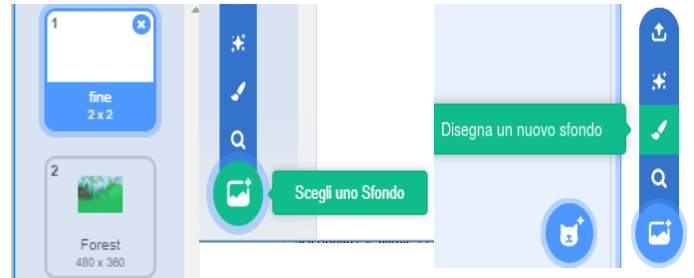 1
fine
2 x 2
2
Forest
480 x 360
Scegli uno Sfondo
Disegna un nuovo sfondo